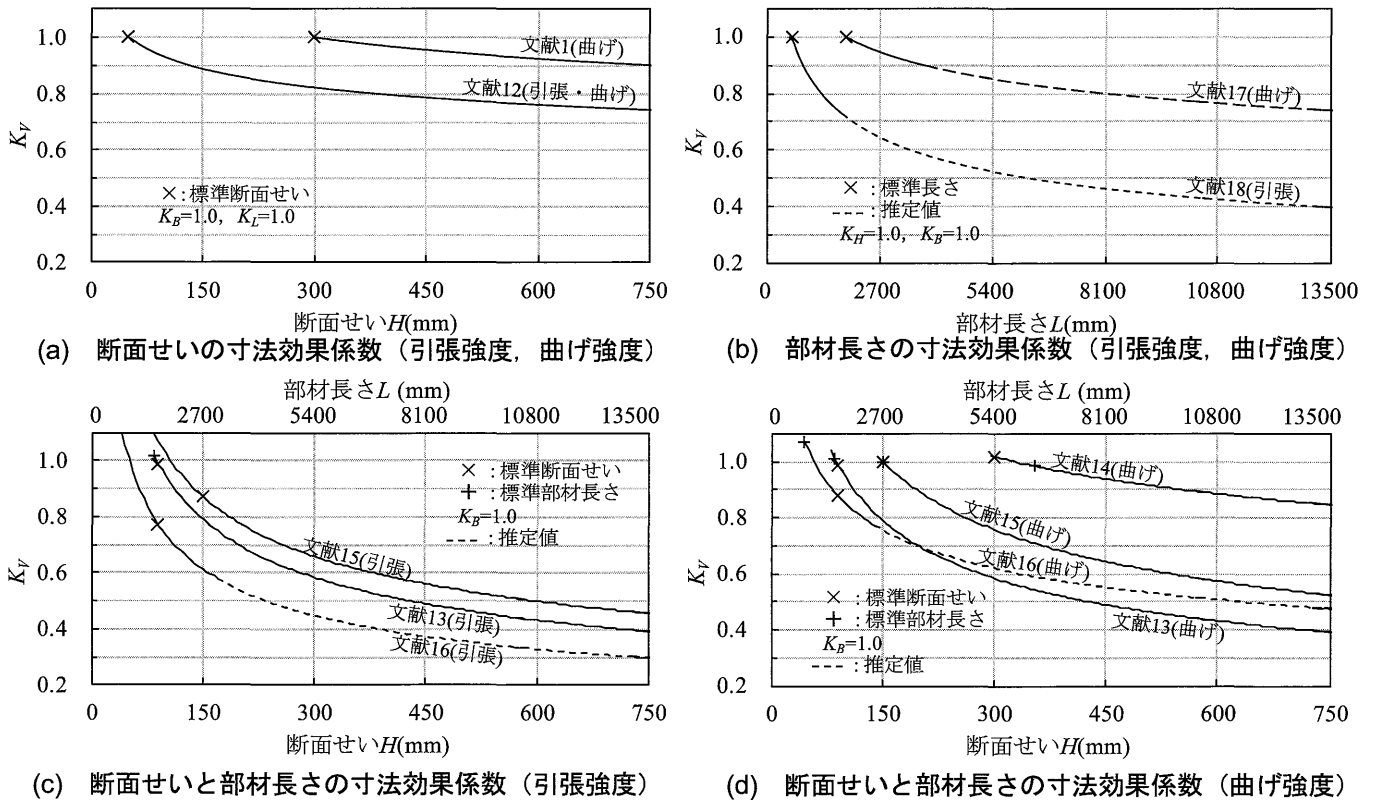 1.0
0.8
0.6
0.4
0.2
K_V
文献1(曲げ)
文献12(引張・曲げ)
×:標準断面せい
K_B=1.0, K_L=1.0
0 150 300 450 600 750
断面せいH(mm)
(a) 断面せいの寸法効果係数（引張強度，曲げ強度）
1.0
0.8
0.6
0.4
0.2
K_V
文献17(曲げ)
文献18(引張)
×:標準長さ
----:推定値
K_H=1.0, K_B=1.0
0 2700 5400 8100 10800 13500
部材長さL(mm)
(b) 部材長さの寸法効果係数（引張強度，曲げ強度）
部材長さL (mm)
0 2700 5400 8100 10800 13500
1.0
0.8
0.6
0.4
0.2
K_V
×:標準断面せい
+:標準部材長さ
K_B=1.0
----:推定値
文献15(引張)
文献13(引張)
文献16(引張)
0 150 300 450 600 750
断面せいH(mm)
(c) 断面せいと部材長さの寸法効果係数（引張強度）
部材長さL (mm)
0 2700 5400 8100 10800 13500
1.0
0.8
0.6
0.4
0.2
K_V
文献14(曲げ)
文献15(曲げ)
文献16(曲げ)
文献13(曲げ)
×:標準断面せい
+:標準部材長さ
K_B=1.0
----:推定値
0 150 300 450 600 750
断面せいH(mm)
(d) 断面せいと部材長さの寸法効果係数（曲げ強度）